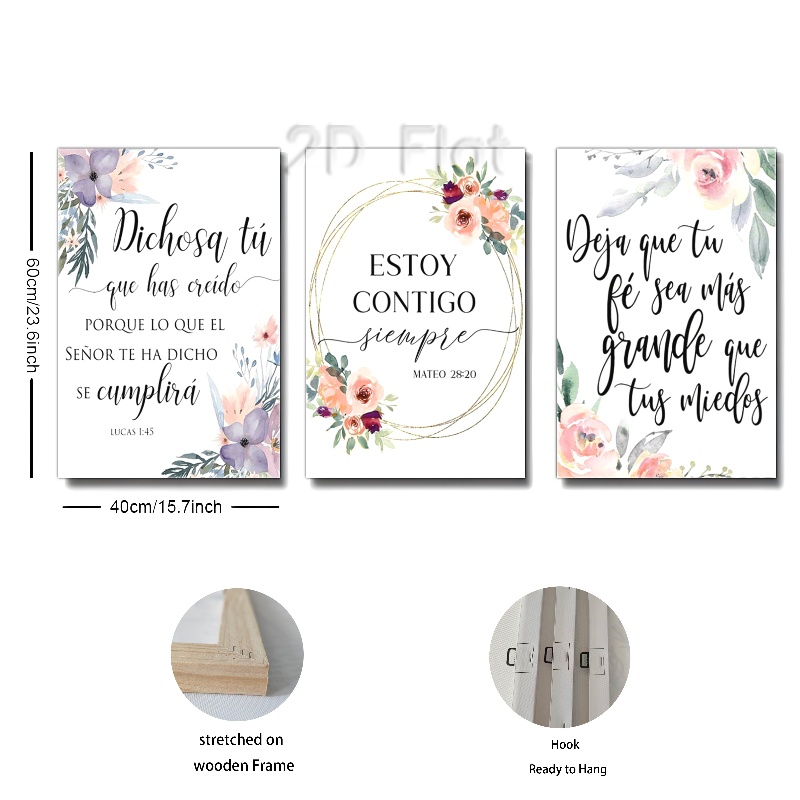 2D Flat
60cm/23.6inch
Dichosa tú
que has creído
PORQUE LO QUE EL
SEÑOR TE HA DICHO
SE cumplirá
LUCAS 1:45
ESTOY
CONTIGO
siempre
MATEO 28:20
Deja que tu
fé sea más
grande que
tus miedos
40cm/15.7inch
stretched on
wooden Frame
Hook
Ready to Hang